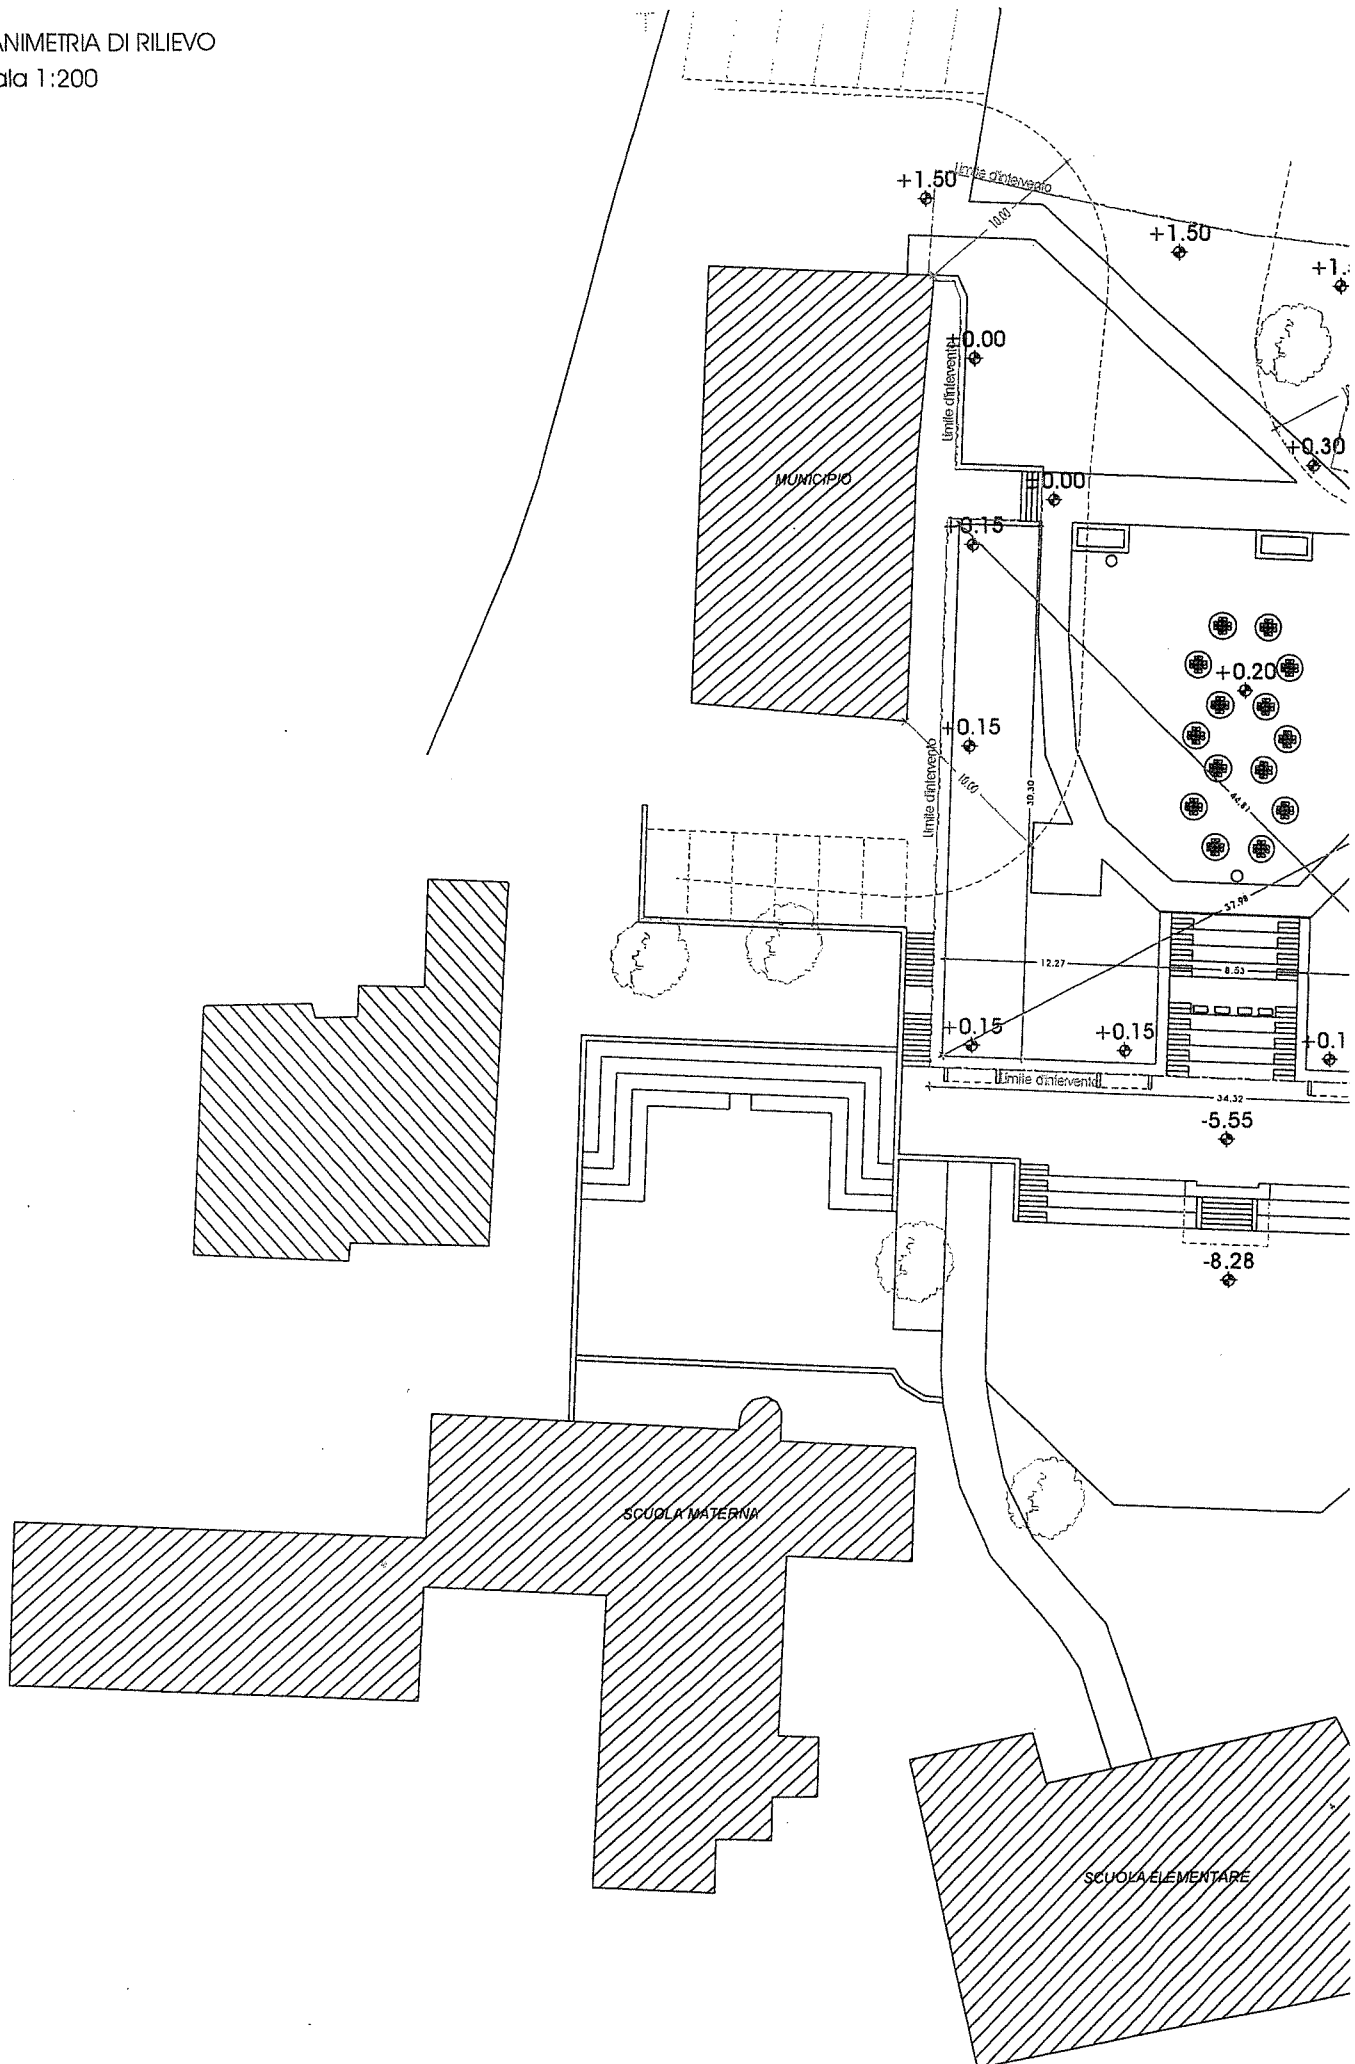 ANIMETRIA DI RILIEVO
ala 1:200
+1.50
Limite d'intervento
10.00
+1.50
+1.
+0.00
Limite d'intervento
+0.30
MUNICIPIO
+0.00
+0.15
+0.20
+0.15
Limite d'intervento
10.00
30.30
44.81
37.98
12.27
8.53
+0.15
+0.15
+0.1
Limite d'intervento
34.32
-5.55
-8.28
SCUOLA MATERNA
SCUOLA ELEMENTARE